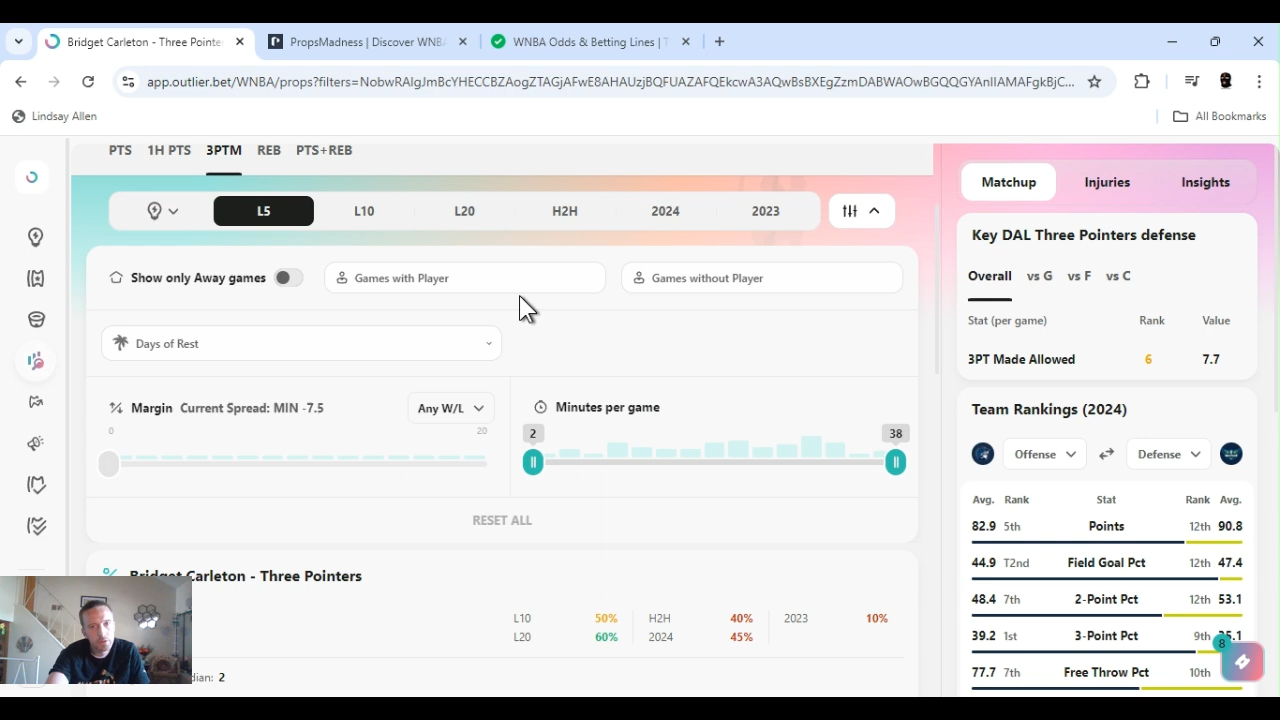 Bridget Carleton - Three Pointe
PropsMadness | Discover WNB
WNBA Odds & Betting Lines | T
app.outlier.bet/WNBA/props?filters=
Lindsay Allen
All Bookmarks
PTS 1H PTS 3PTM REB PTS+REB
L5 L10 L20 H2H 2024 2023
Show only Away games
Games with Player
Games without Player
Days of Rest
Margin Current Spread: MIN -7.5
Any W/L
0 20
Minutes per game
2 38
RESET ALL
Bridget Carleton - Three Pointers
L10 50% H2H 40% 2023 10%
L20 60% 2024 45%
dian: 2
Matchup Injuries Insights
Key DAL Three Pointers defense
Overall vs G vs F vs C
Stat (per game) Rank Value
3PT Made Allowed 6 7.7
Team Rankings (2024)
Offense Defense
Avg. Rank Stat Rank Avg.
82.9 5th Points 12th 90.8
44.9 T2nd Field Goal Pct 12th 47.4
48.4 7th 2-Point Pct 12th 53.1
39.2 1st 3-Point Pct 9th 5.1
8
77.7 7th Free Throw Pct 10th